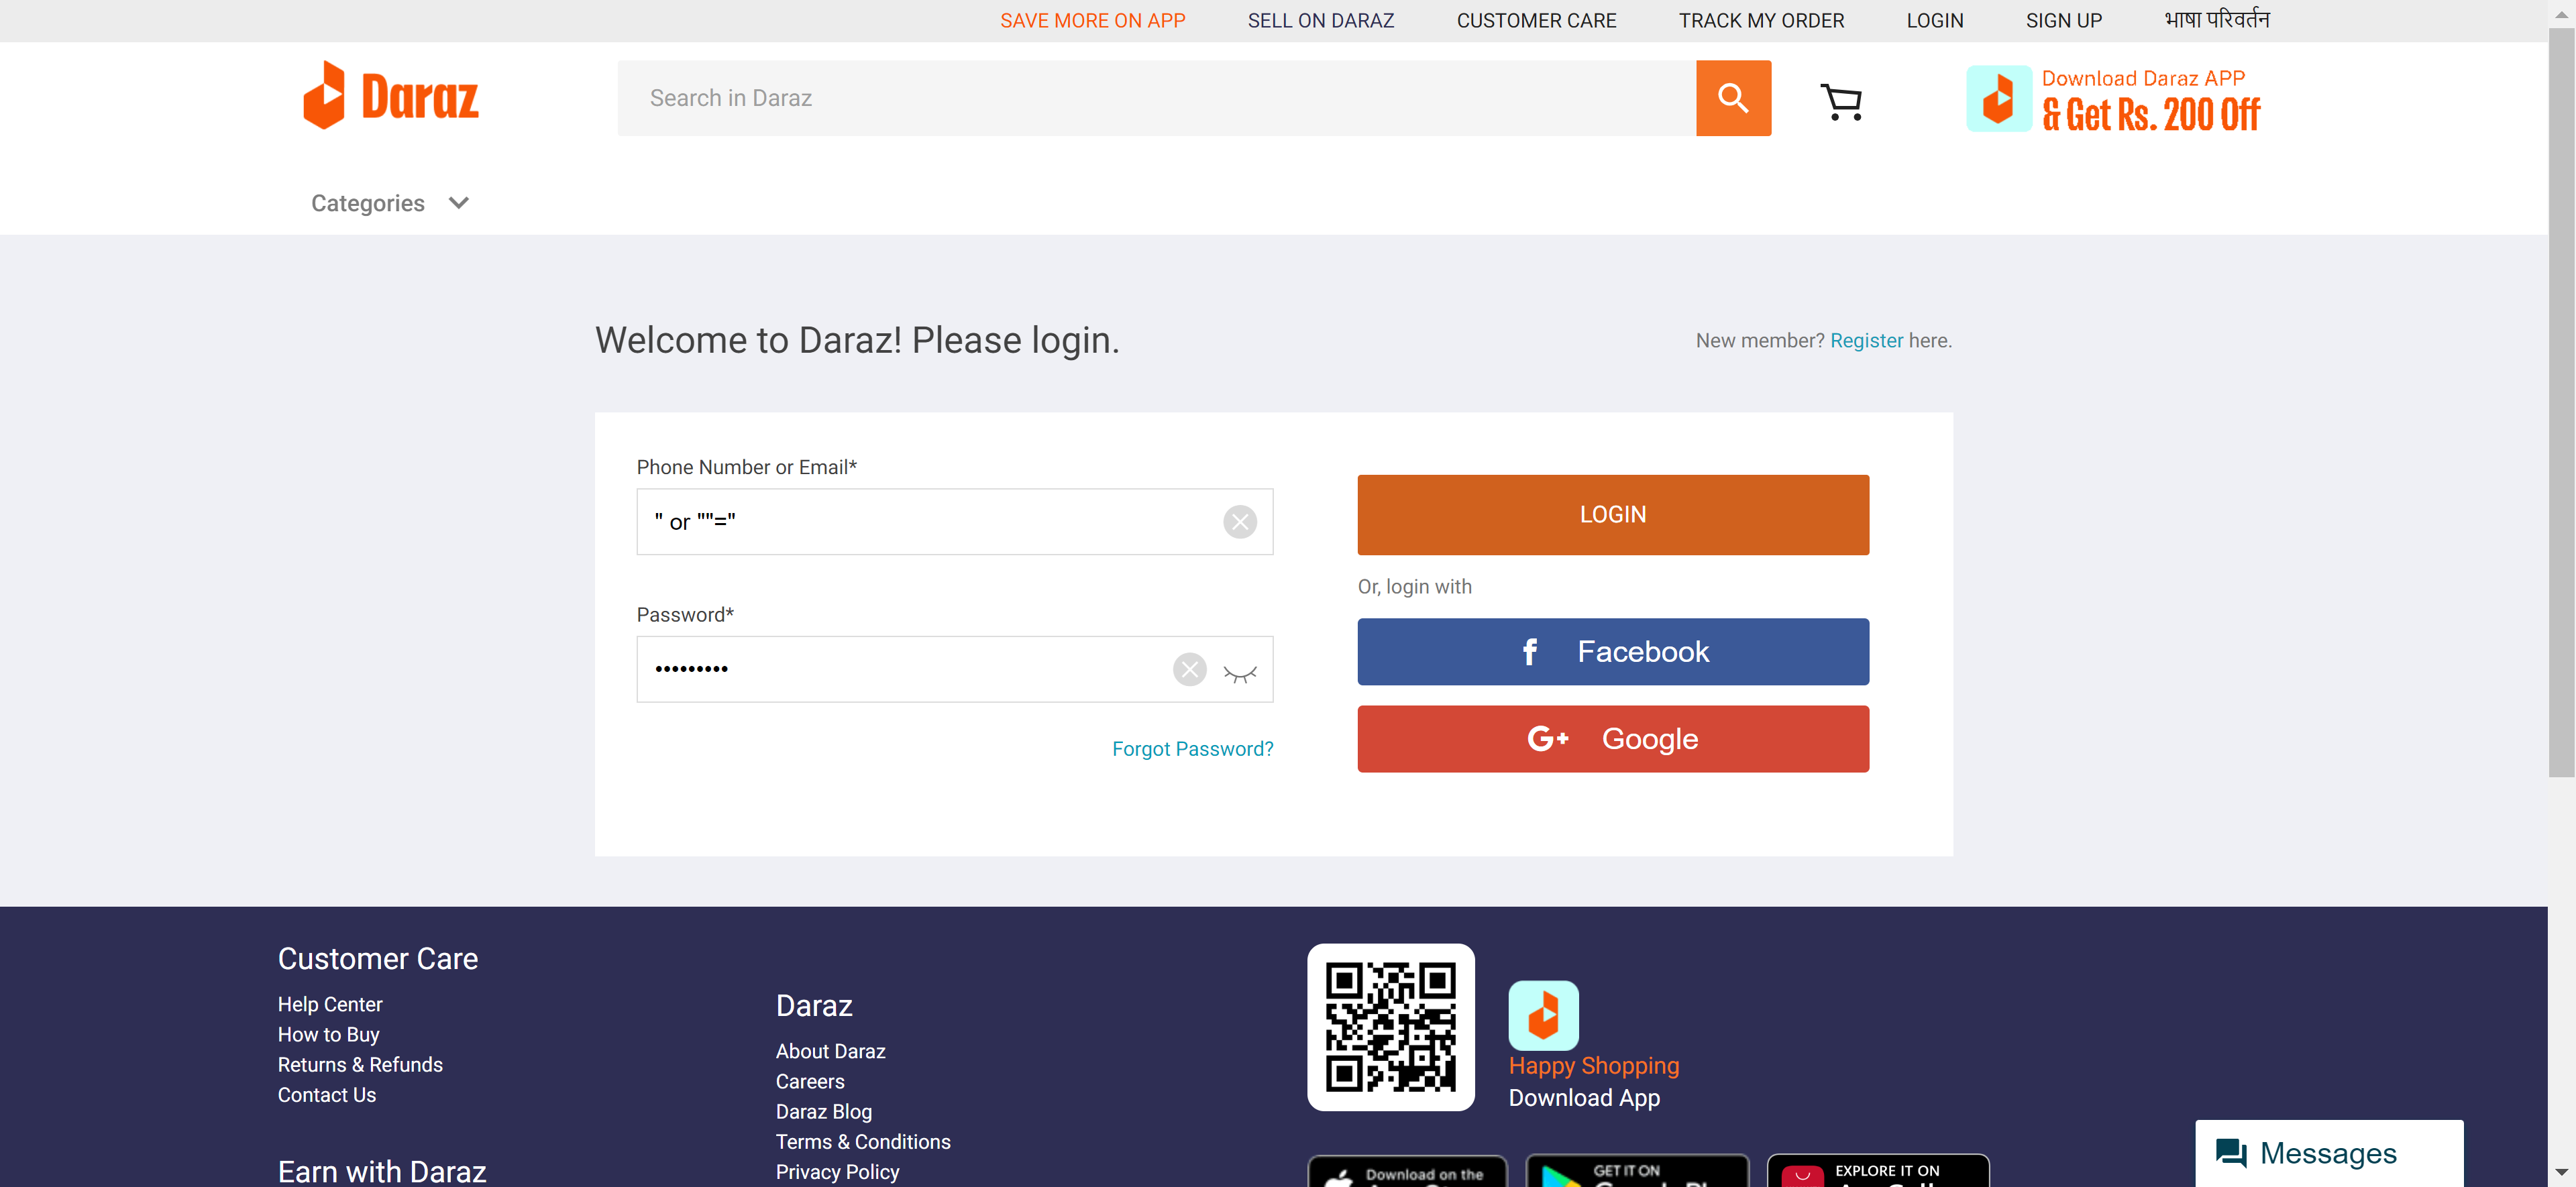 SAVE MORE ON APP SELL ON DARAZ CUSTOMER CARE TRACK MY ORDER LOGIN SIGN UP भाषा परिवर्तन
Daraz
Search in Daraz
Download Daraz APP
& Get Rs. 200 Off
Categories
Welcome to Daraz! Please login.
New member? Register here.
Phone Number or Email*
" or ""="
Password*
•••••••••
Forgot Password?
LOGIN
Or, login with
f Facebook
G+ Google
Customer Care
Help Center
How to Buy
Returns & Refunds
Contact Us
Earn with Daraz
Daraz
About Daraz
Careers
Daraz Blog
Terms & Conditions
Privacy Policy
Happy Shopping
Download App
Download on the
GET IT ON
EXPLORE IT ON
Messages